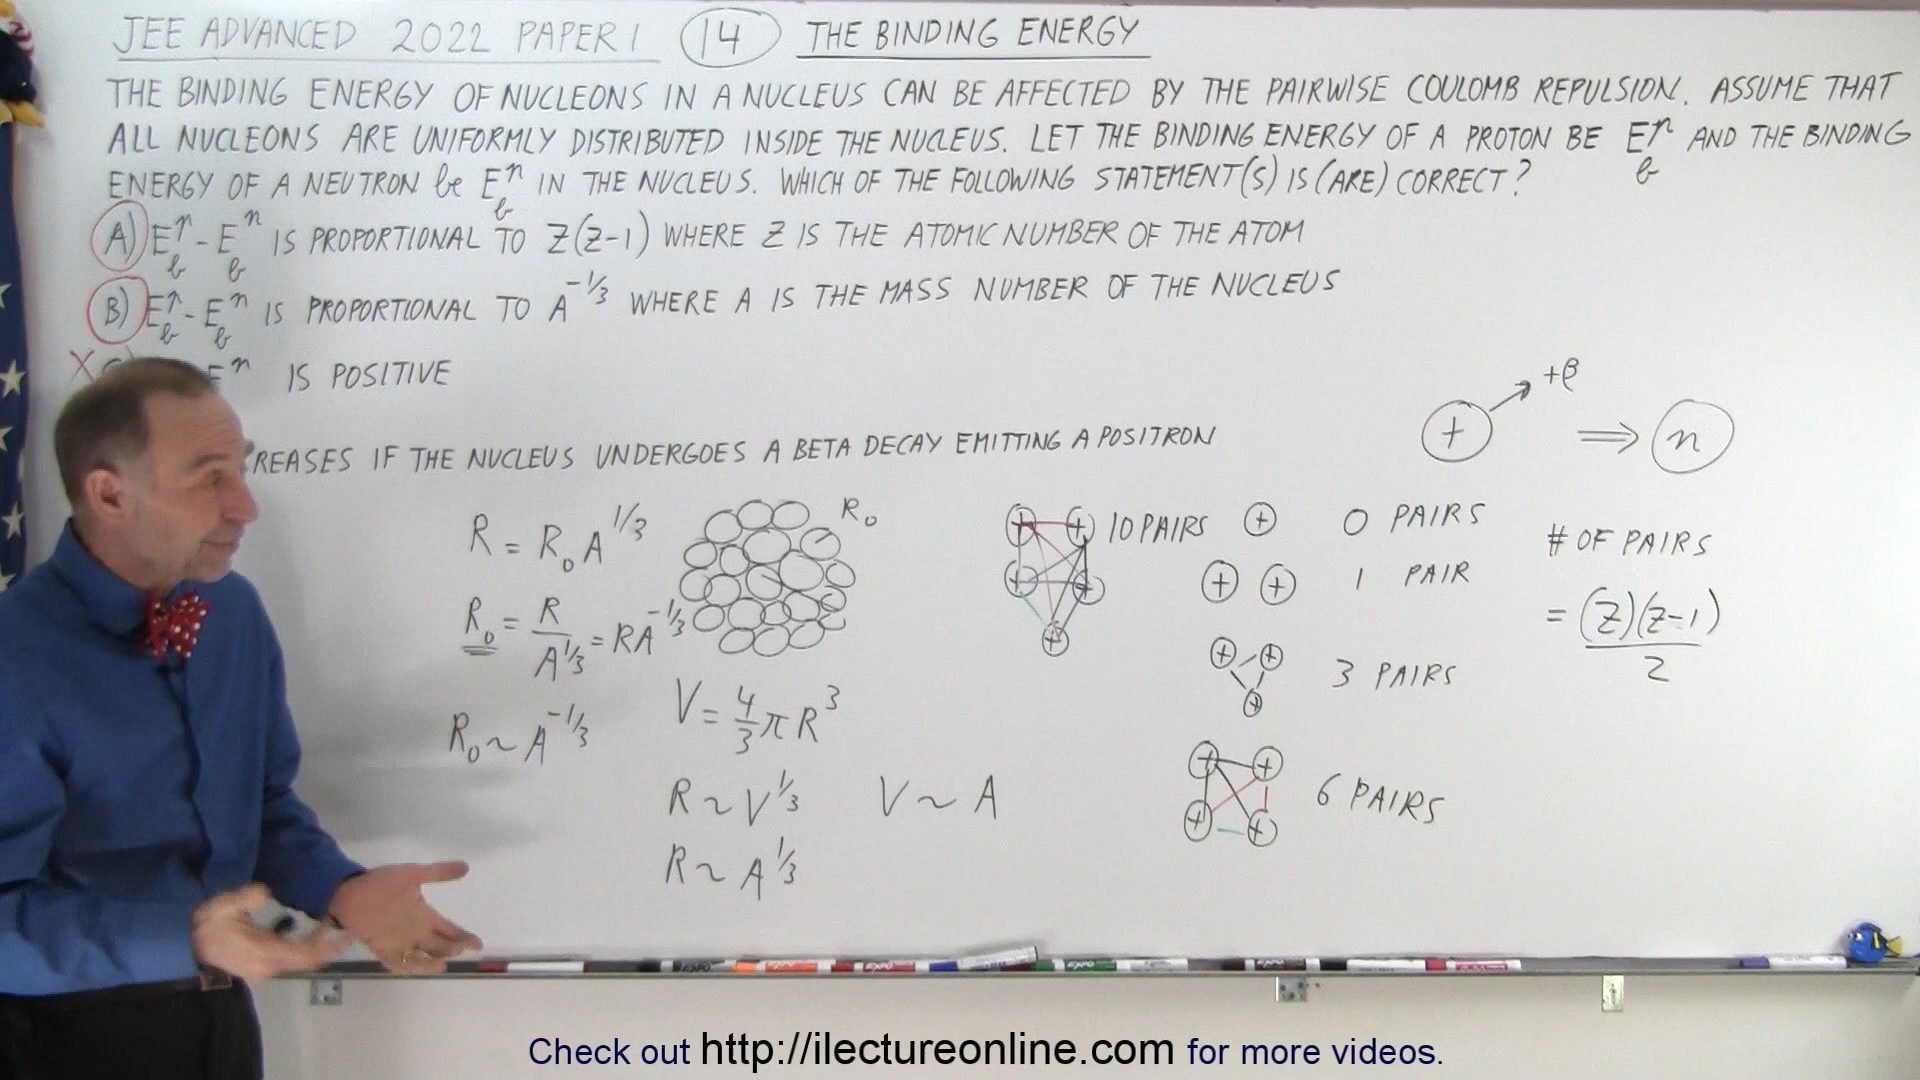 JEE ADVANCED 2022 PAPER 1 14 THE BINDING ENERGY
THE BINDING ENERGY OF NUCLEONS IN A NUCLEUS CAN BE AFFECTED BY THE PAIRWISE COULOMB REPULSION. ASSUME THAT
ALL NUCLEONS ARE UNIFORMLY DISTRIBUTED INSIDE THE NUCLEUS. LET THE BINDING ENERGY OF A PROTON BE E_b^p AND THE BINDING
ENERGY OF A NEUTRON be E_b^n IN THE NUCLEUS. WHICH OF THE FOLLOWING STATEMENT(S) IS (ARE) CORRECT?
A) E_b^p - E_b^n IS PROPORTIONAL TO Z(Z-1) WHERE Z IS THE ATOMIC NUMBER OF THE ATOM
B) E_b^p - E_b^n IS PROPORTIONAL TO A^-1/3 WHERE A IS THE MASS NUMBER OF THE NUCLEUS
X E^n IS POSITIVE
IF THE NUCLEUS UNDERGOES A BETA DECAY EMITTING A POSITRON
+ +β ⇒ n
R = R₀ A^1/3
R₀
R₀ = R/A^1/3 = RA^-1/3
R₀ ~ A^-1/3
V = 4/3 π R³
R ~ V^1/3 V ~ A
R ~ A^1/3
+ + + + + 10 PAIRS
+ 0 PAIRS
+ + 1 PAIR
+ + + 3 PAIRS
+ + + + 6 PAIRS
# OF PAIRS
= (Z)(Z-1)/2
Check out http://ilectureonline.com for more videos.